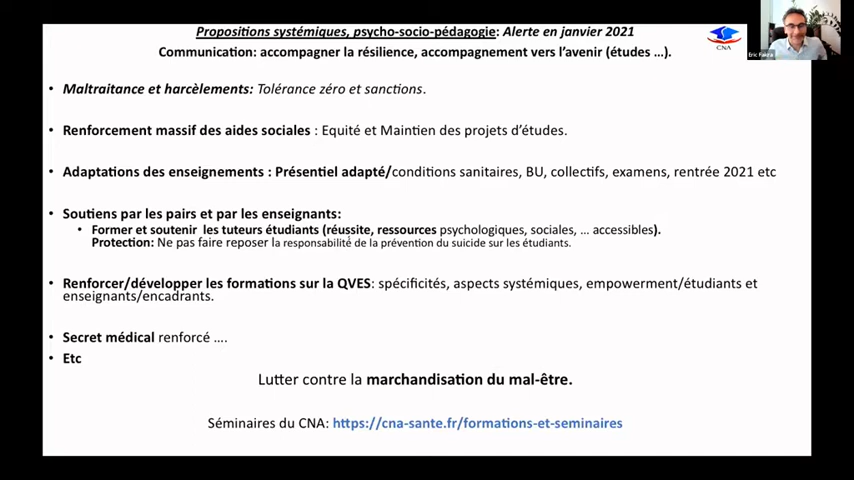 Propositions systémiques, psycho-socio-pédagogie: Alerte en janvier 2021
Communication: accompagner la résilience, accompagnement vers l'avenir (études …).
CNA
• Maltraitance et harcèlements: Tolérance zéro et sanctions.
• Renforcement massif des aides sociales : Equité et Maintien des projets d'études.
• Adaptations des enseignements : Présentiel adapté/conditions sanitaires, BU, collectifs, examens, rentrée 2021 etc
• Soutiens par les pairs et par les enseignants:
• Former et soutenir les tuteurs étudiants (réussite, ressources psychologiques, sociales, … accessibles).
Protection: Ne pas faire reposer la responsabilité de la prévention du suicide sur les étudiants.
• Renforcer/développer les formations sur la QVES: spécificités, aspects systémiques, empowerment/étudiants et
enseignants/encadrants.
• Secret médical renforcé ….
• Etc
Lutter contre la marchandisation du mal-être.
Séminaires du CNA: https://cna-sante.fr/formations-et-seminaires